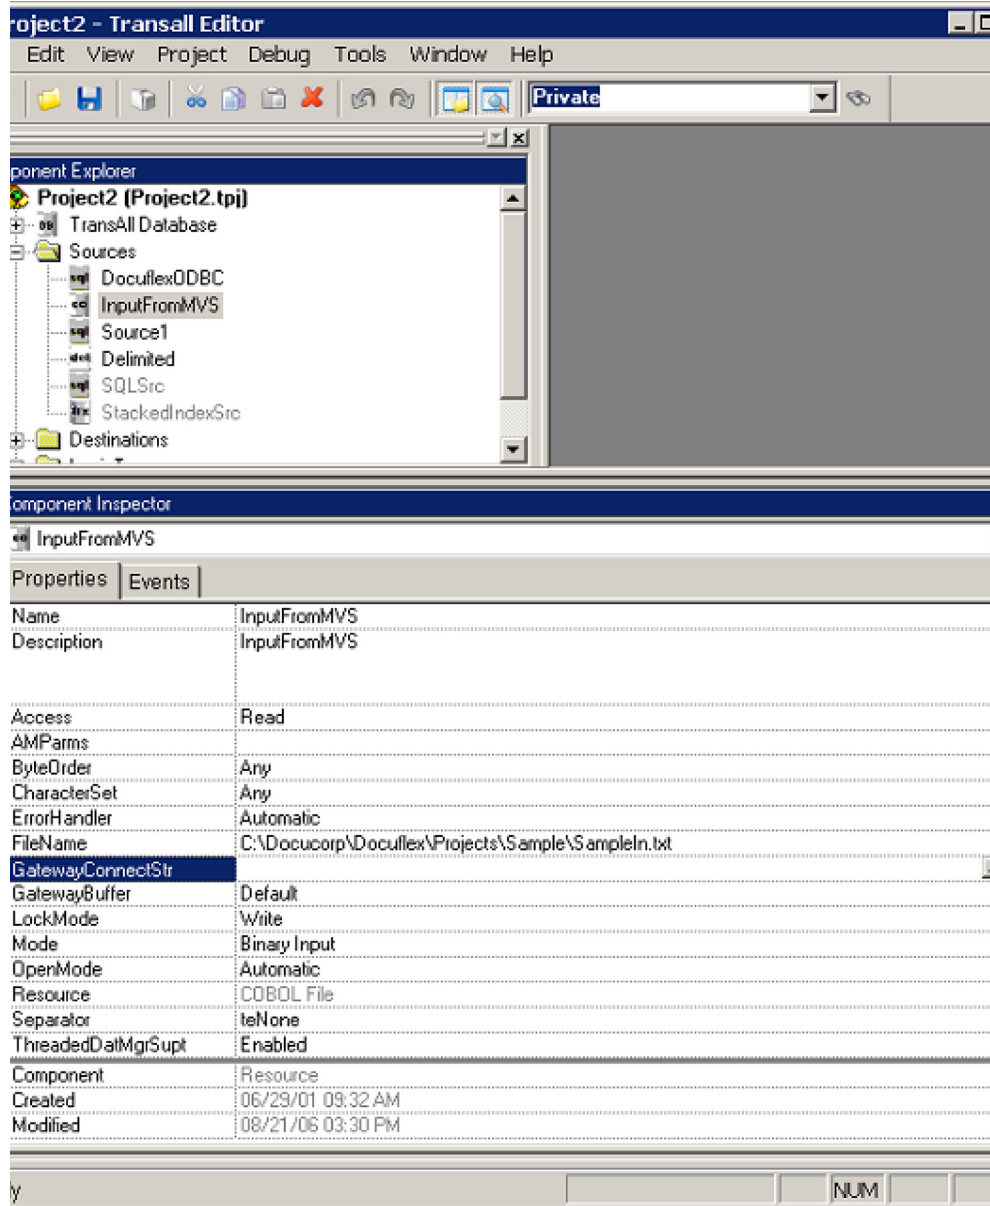 roject2 - Transall Editor
Edit View Project Debug Tools Window Help
Private
ponent Explorer
Project2 (Project2.tpj)
TransAll Database
Sources
DocuflexODBC
InputFromMVS
Source1
Delimited
SQLSrc
StackedIndexSrc
Destinations
omponent Inspector
InputFromMVS
Properties Events
Name InputFromMVS
Description InputFromMVS
Access Read
AMParms
ByteOrder Any
CharacterSet Any
ErrorHandler Automatic
FileName C:\Docucorp\Docuflex\Projects\Sample\SampleIn.txt
GatewayConnectStr
GatewayBuffer Default
LockMode Write
Mode Binary Input
OpenMode Automatic
Resource COBOL File
Separator teNone
ThreadedDatMgrSupt Enabled
Component Resource
Created 06/29/01 09:32 AM
Modified 08/21/06 03:30 PM
y NUM